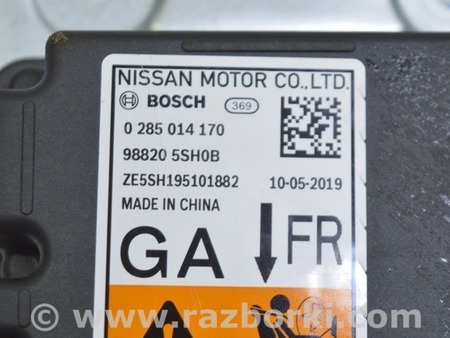 NISSAN MOTOR CO.,LTD.
BOSCH 369
0 285 014 170
98820 5SH0B
ZE5SH195101882 10-05-2019
MADE IN CHINA
GA FR
© www.razborki.com